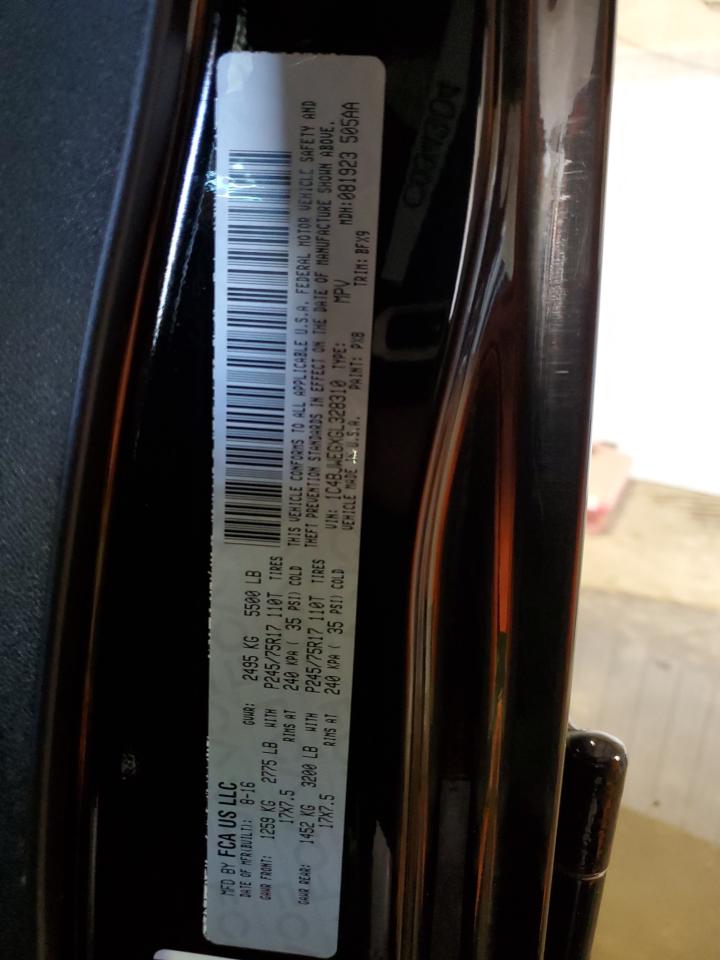 MFD BY FCA US LLC
DATE OF MFR(BUILT): 8-16 GVWR: 2495 KG 5500 LB
GAWR FRONT: 1259 KG 2775 LB WITH P245/75R17 110T TIRES
17X7.5 RIMS AT 240 KPA ( 35 PSI) COLD
GAWR REAR: 1452 KG 3200 LB WITH P245/75R17 110T TIRES
17X7.5 RIMS AT 240 KPA ( 35 PSI) COLD
THIS VEHICLE CONFORMS TO ALL APPLICABLE U.S.A. FEDERAL MOTOR VEHICLE SAFETY AND
THEFT PREVENTION STANDARDS IN EFFECT ON THE DATE OF MANUFACTURE SHOWN ABOVE.
VIN: 1C4BJWEGXGL328310 TYPE: MPV MDH:081923 505AA
VEHICLE MADE IN U.S.A. PAINT: PX8 TRIM: BFX9